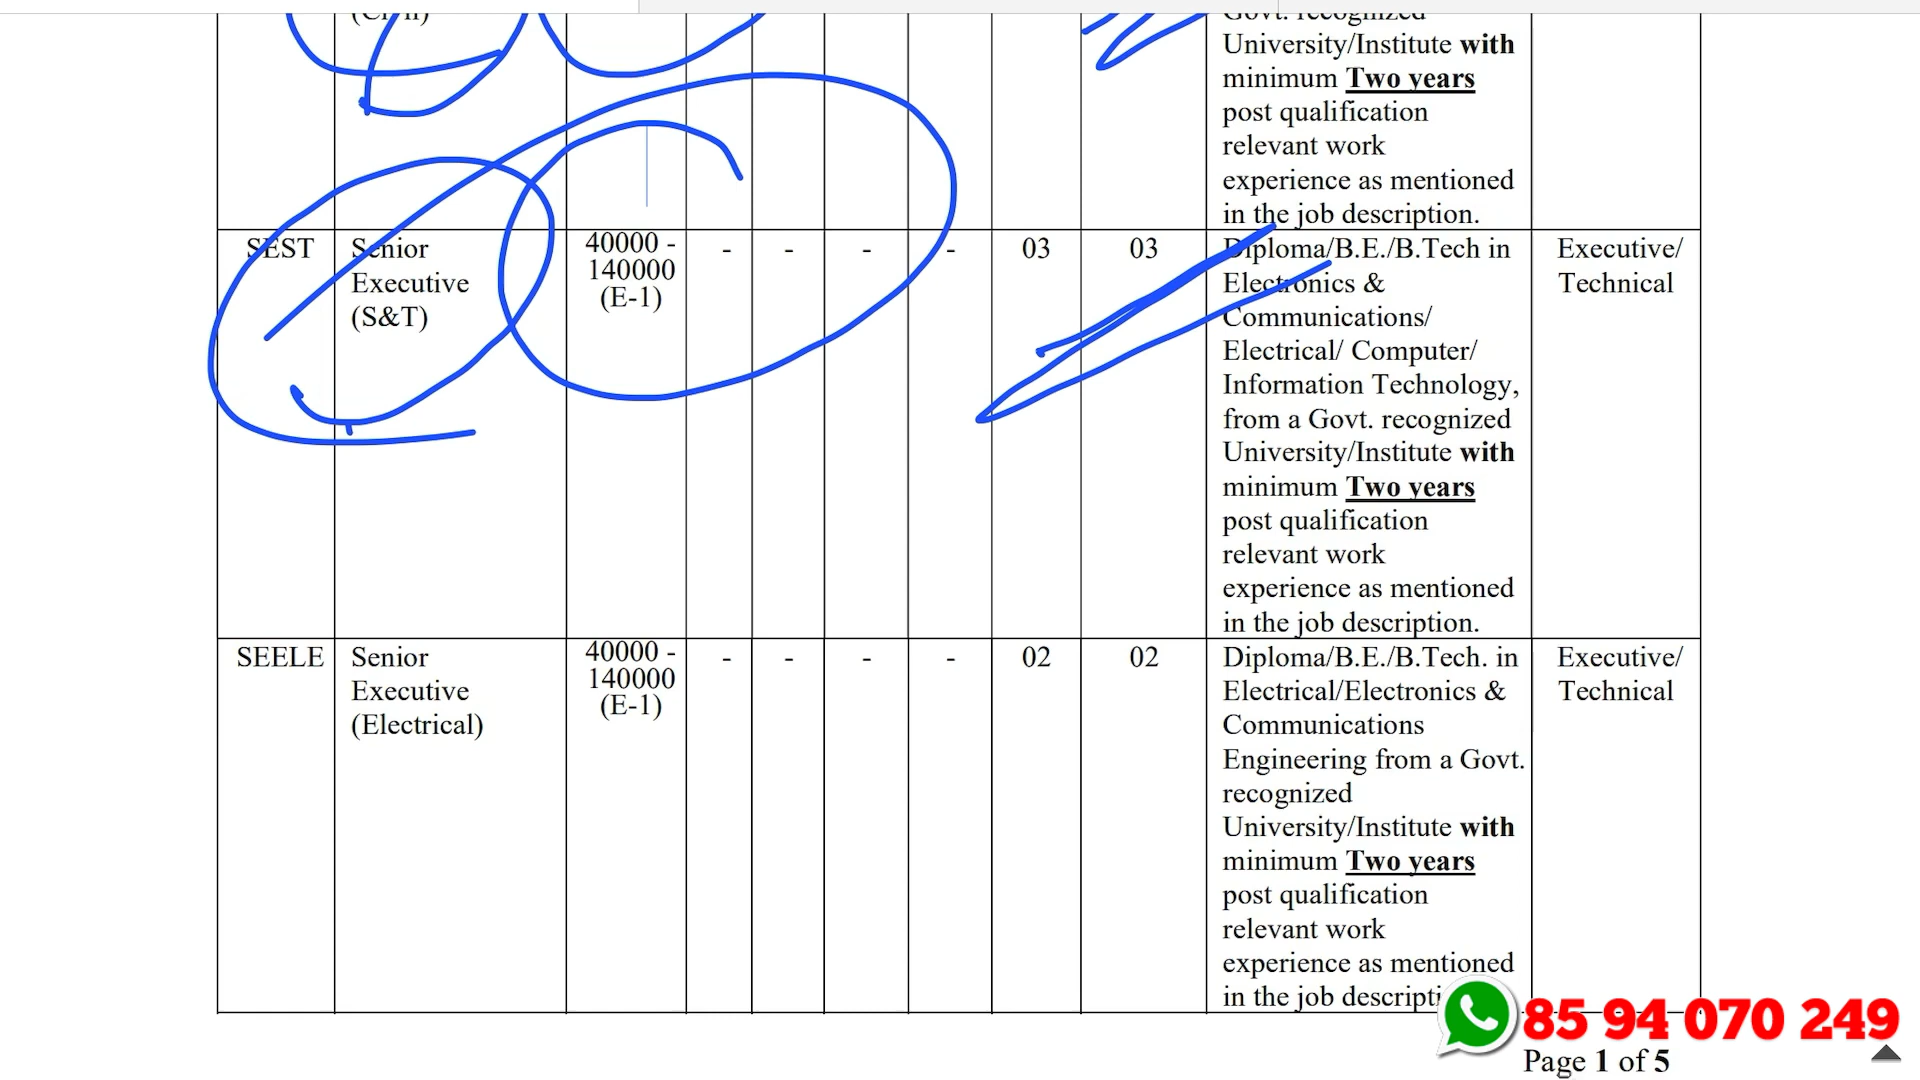 University/Institute with
minimum Two years
post qualification
relevant work
experience as mentioned
in the job description.
SEST
Senior
Executive
(S&T)
40000 -
140000
(E-1)
-
-
-
-
03
03
Diploma/B.E./B.Tech in
Electronics &
Communications/
Electrical/ Computer/
Information Technology,
from a Govt. recognized
University/Institute with
minimum Two years
post qualification
relevant work
experience as mentioned
in the job description.
Executive/
Technical
SEELE
Senior
Executive
(Electrical)
40000 -
140000
(E-1)
-
-
-
-
02
02
Diploma/B.E./B.Tech. in
Electrical/Electronics &
Communications
Engineering from a Govt.
recognized
University/Institute with
minimum Two years
post qualification
relevant work
experience as mentioned
in the job descripti
Executive/
Technical
85 94 070 249
Page 1 of 5